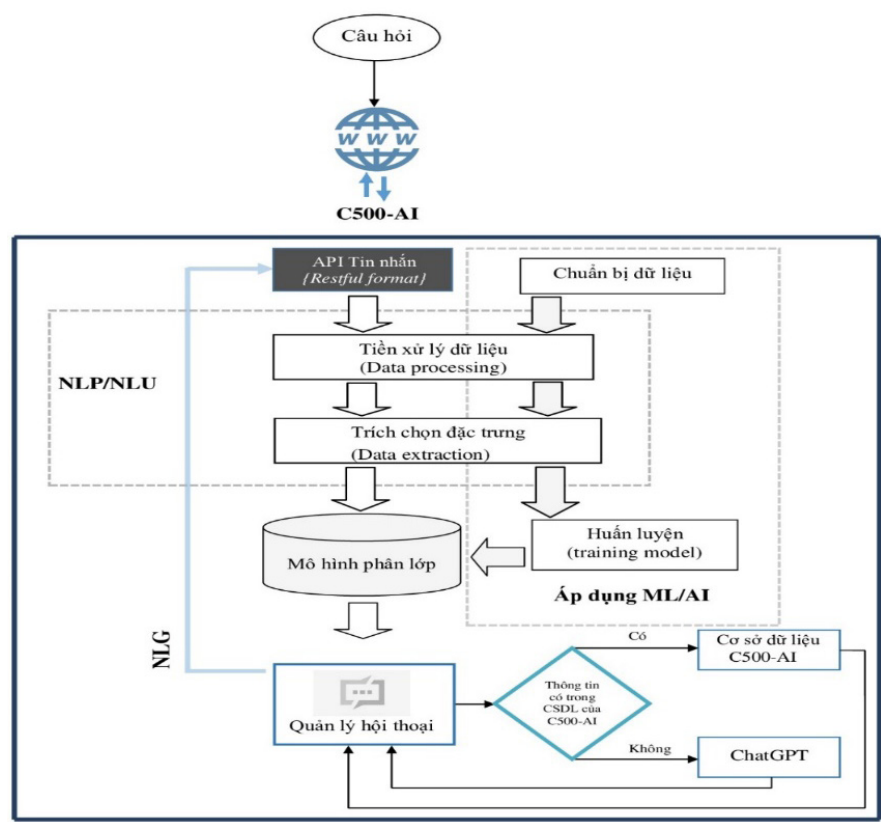 Câu hỏi
W W W
C500-AI
API Tin nhắn
{Restful format}
Chuẩn bị dữ liệu
Tiền xử lý dữ liệu
(Data processing)
NLP/NLU
Trích chọn đặc trưng
(Data extraction)
Mô hình phân lớp
Huấn luyện
(training model)
Áp dụng ML/AI
NLG
Quản lý hội thoại
Thông tin
có trong
CSDL của
C500-AI
Có
Cơ sở dữ liệu
C500-AI
Không
ChatGPT